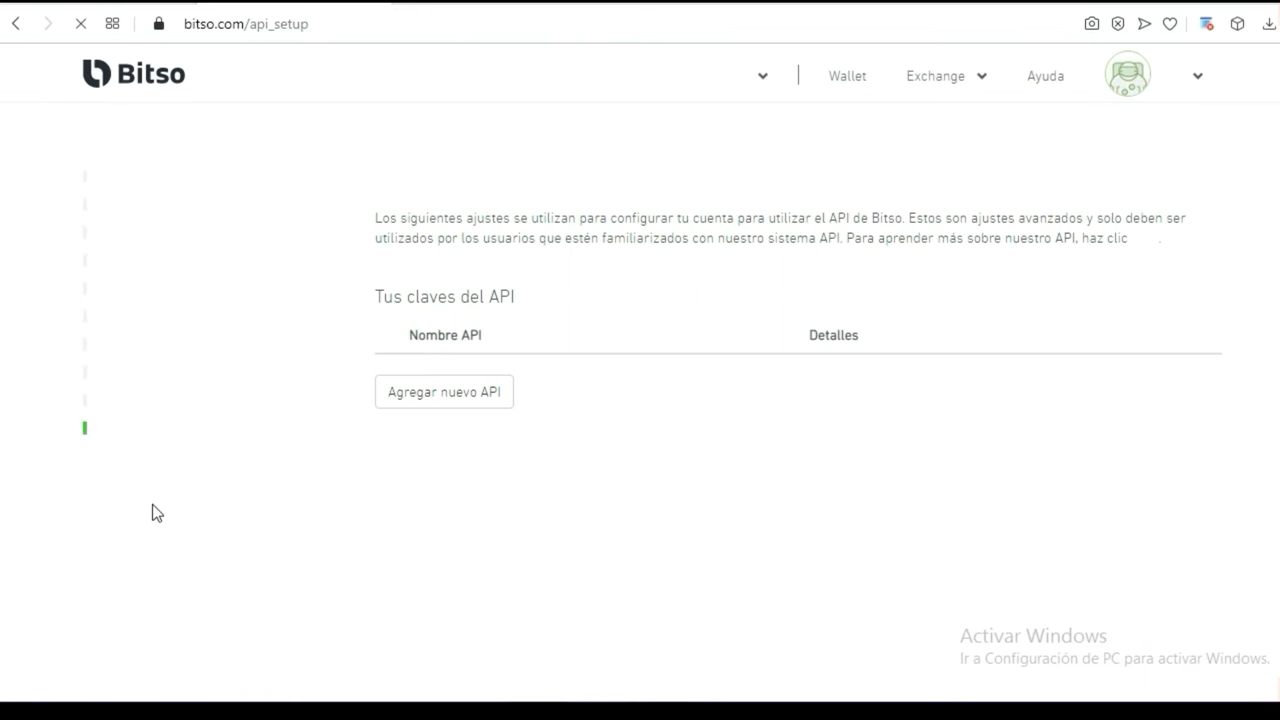 bitso.com/api_setup
Bitso
Wallet
Exchange
Ayuda
Los siguientes ajustes se utilizan para configurar tu cuenta para utilizar el API de Bitso. Estos son ajustes avanzados y solo deben ser
utilizados por los usuarios que estén familiarizados con nuestro sistema API. Para aprender más sobre nuestro API, haz clic .
Tus claves del API
Nombre API
Detalles
Agregar nuevo API
Activar Windows
Ir a Configuración de PC para activar Windows.